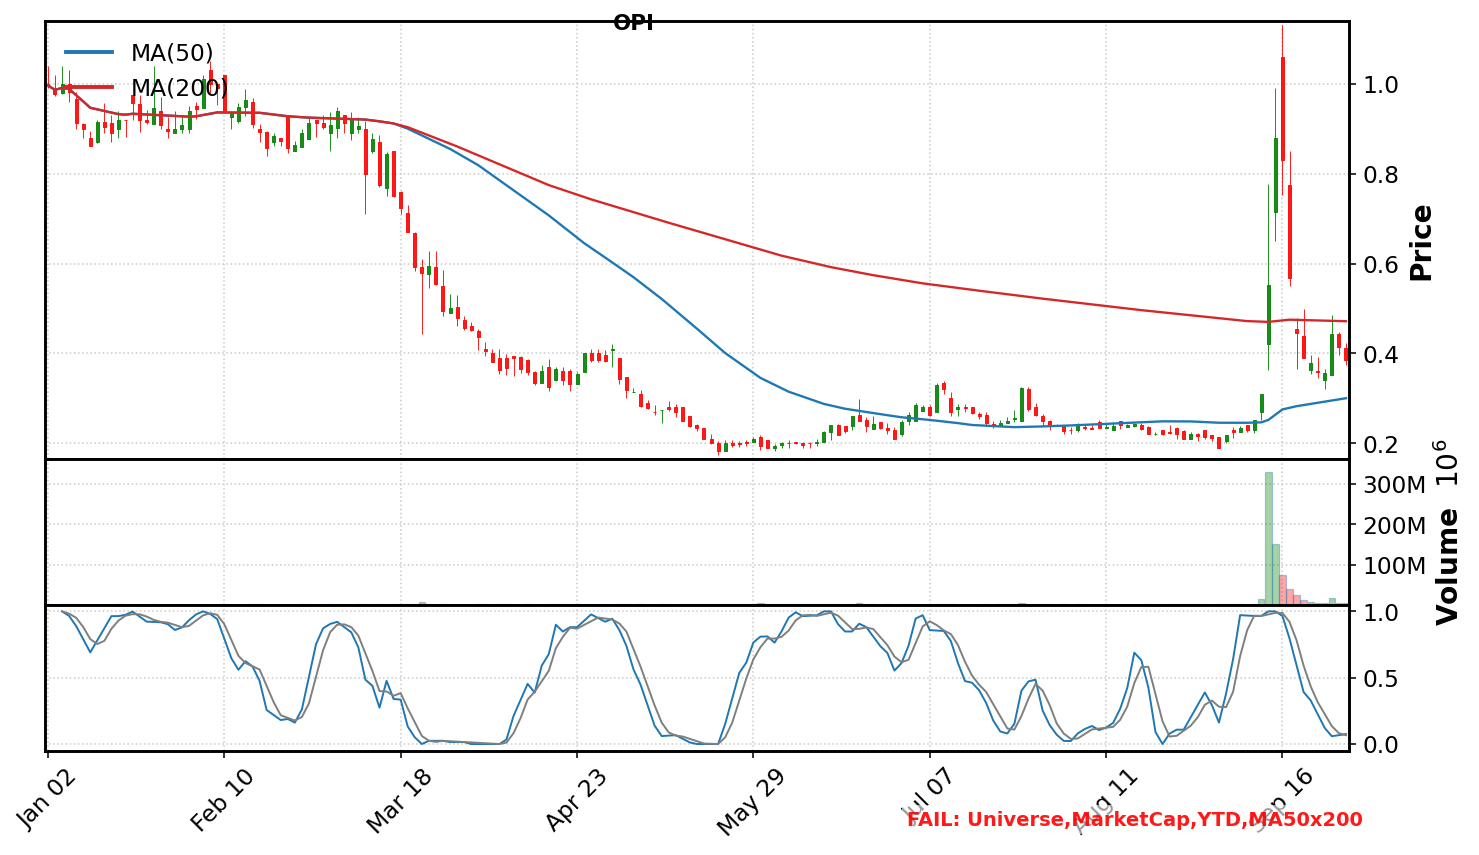 OPI
MA(50)
MA(200)
1.0
0.8
0.6
0.4
0.2
Price
300M
200M
100M
Volume 10^6
1.0
0.5
0.0
Jan 02
Feb 10
Mar 18
Apr 23
May 29
Jul 07
Aug 11
Sep 16
FAIL: Universe,MarketCap,YTD,MA50x200